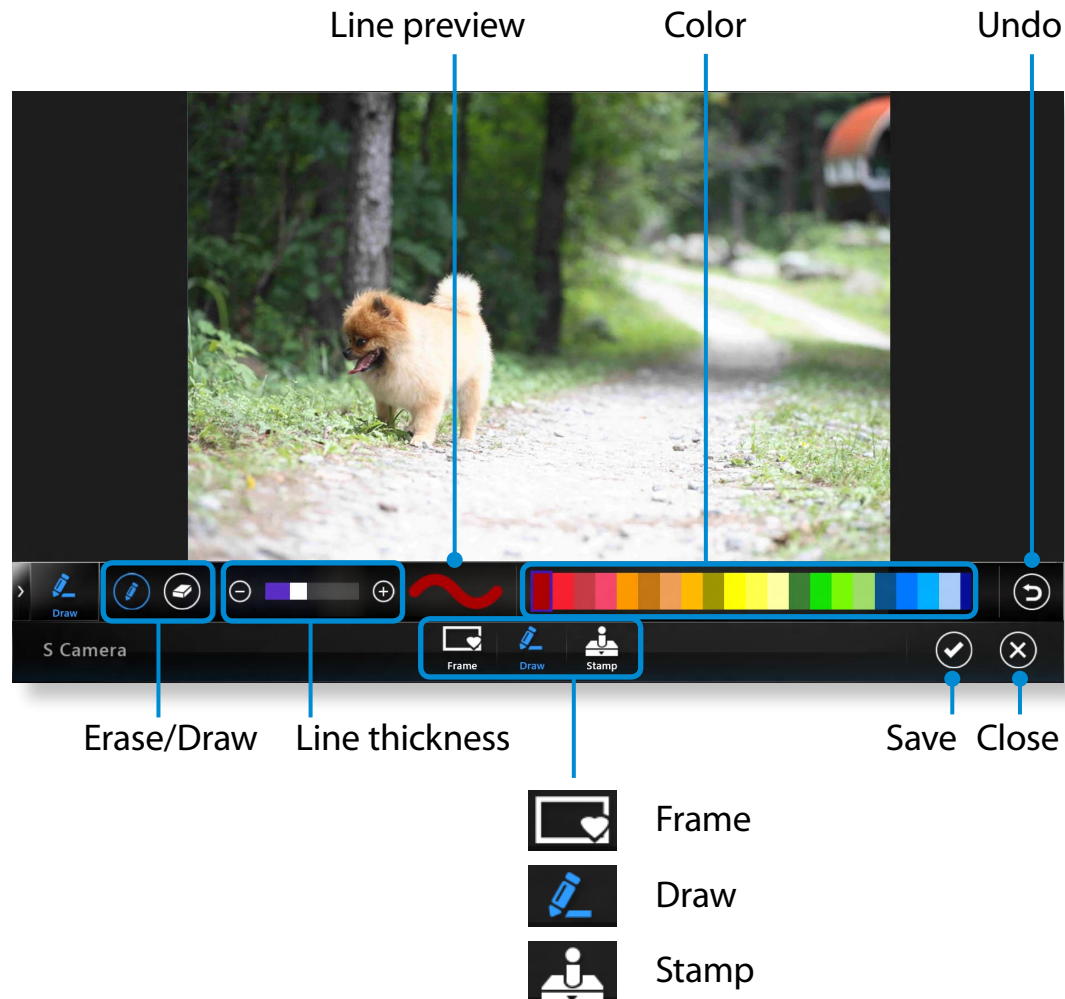 Line preview Color Undo
Draw
S Camera
Frame Draw Stamp
Erase/Draw Line thickness Save Close
Frame
Draw
Stamp